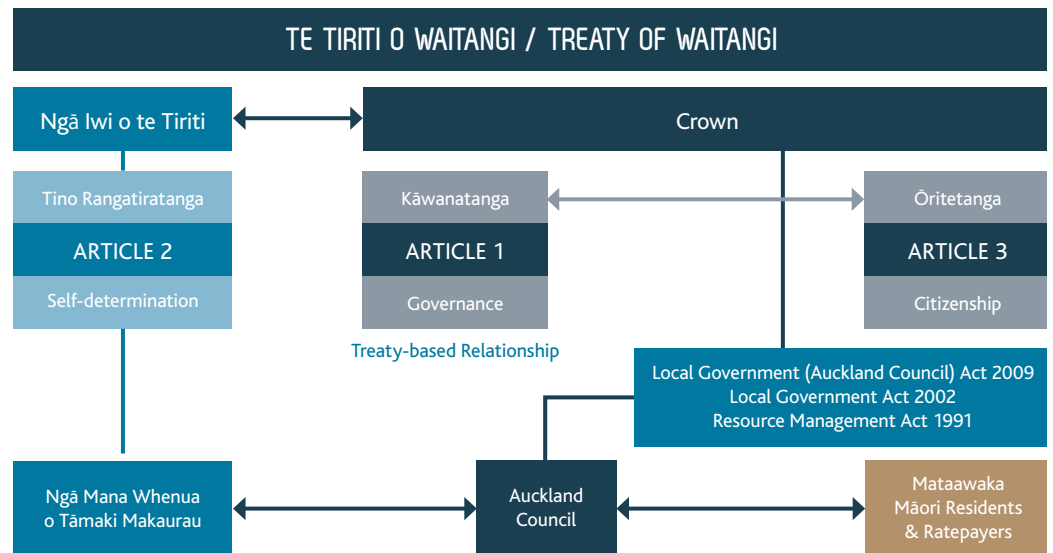 TE TIRITI O WAITANGI / TREATY OF WAITANGI
Ngā Iwi o te Tiriti
Crown
Tino Rangatiratanga
ARTICLE 2
Self-determination
Kāwanatanga
ARTICLE 1
Governance
Ōritetanga
ARTICLE 3
Citizenship
Treaty-based Relationship
Local Government (Auckland Council) Act 2009
Local Government Act 2002
Resource Management Act 1991
Ngā Mana Whenua
o Tāmaki Makaurau
Auckland
Council
Mataawaka
Māori Residents
& Ratepayers